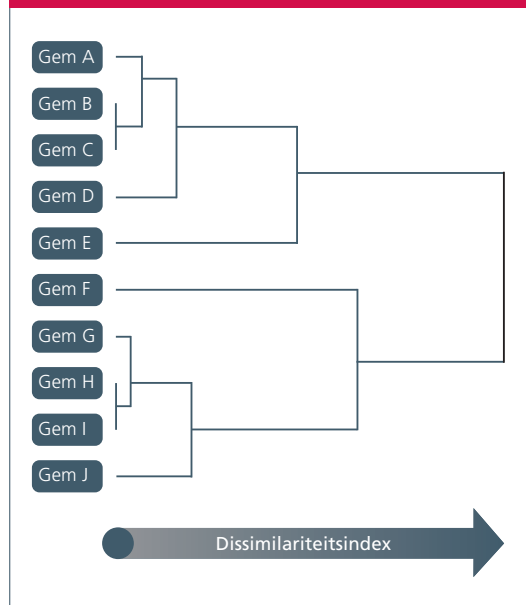 Gem A
Gem B
Gem C
Gem D
Gem E
Gem F
Gem G
Gem H
Gem I
Gem J
Dissimilariteitsindex